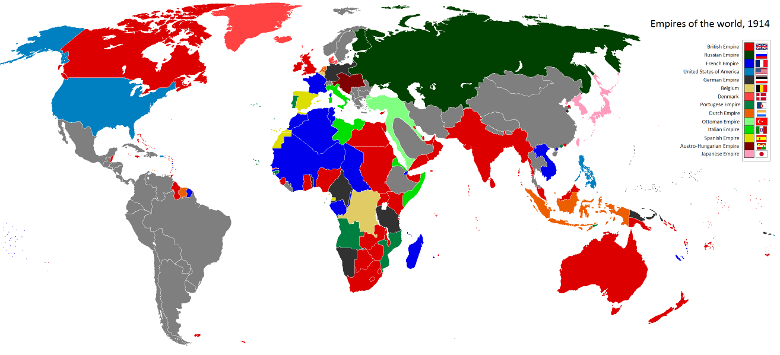 Empires of the world, 1914
British Empire
Russian Empire
French Empire
United States of America
German Empire
Belgium
Denmark
Portugese Empire
Dutch Empire
Ottoman Empire
Italian Empire
Spanish Empire
Austro-Hungarian Empire
Japanese Empire